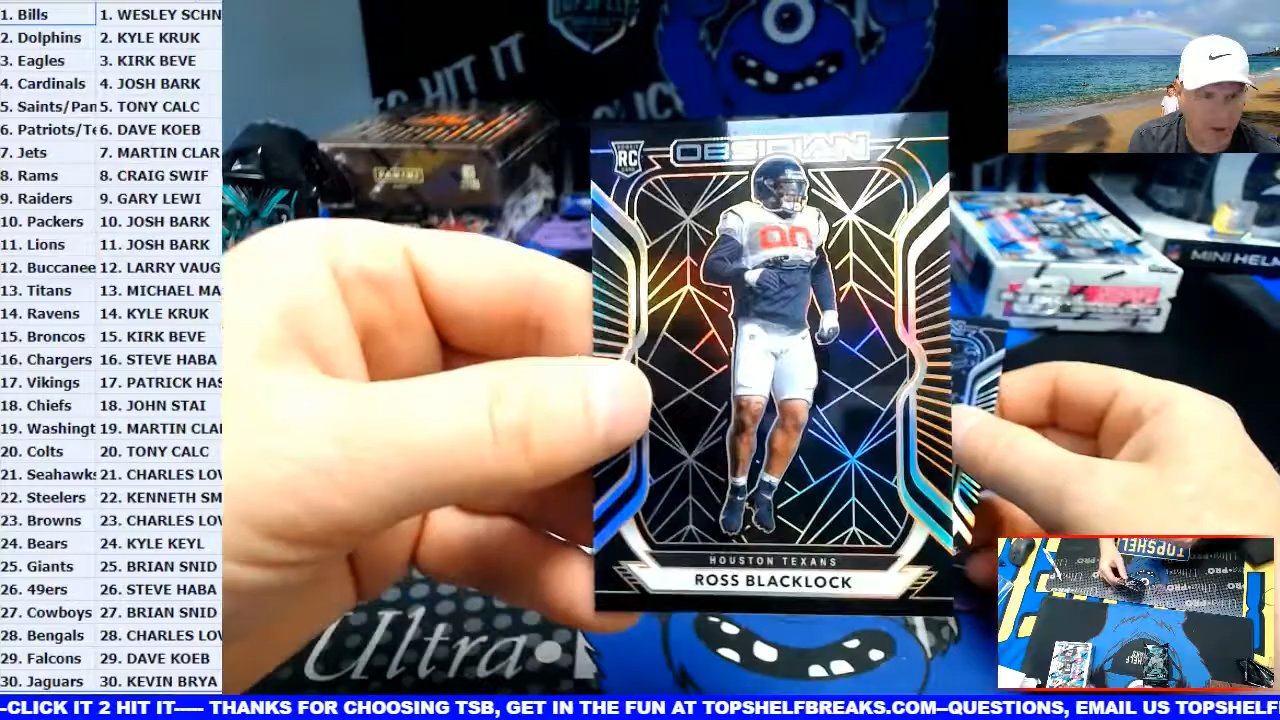 1. Bills 1. WESLEY SCHN
2. Dolphins 2. KYLE KRUK
3. Eagles 3. KIRK BEVE
4. Cardinals 4. JOSH BARK
5. Saints/Pan 5. TONY CALC
6. Patriots/Te 6. DAVE KOEB
7. Jets 7. MARTIN CLAR
8. Rams 8. CRAIG SWIF
9. Raiders 9. GARY LEWI
10. Packers 10. JOSH BARK
11. Lions 11. JOSH BARK
12. Buccanee 12. LARRY VAUG
13. Titans 13. MICHAEL MA
14. Ravens 14. KYLE KRUK
15. Broncos 15. KIRK BEVE
16. Chargers 16. STEVE HABA
17. Vikings 17. PATRICK HAS
18. Chiefs 18. JOHN STAI
19. Washingt 19. MARTIN CLAI
20. Colts 20. TONY CALC
21. Seahawks 21. CHARLES LOV
22. Steelers 22. KENNETH SM
23. Browns 23. CHARLES LOV
24. Bears 24. KYLE KEYL
25. Giants 25. BRIAN SNID
26. 49ers 26. STEVE HABA
27. Cowboys 27. BRIAN SNID
28. Bengals 28. CHARLES LOV
29. Falcons 29. DAVE KOEB
30. Jaguars 30. KEVIN BRYA
HIT IT
CLIC
PANINI
MINI HELM
RC
OBSIDIAN
90
HOUSTON TEXANS
ROSS BLACKLOCK
Ultra
TOPSHEL
-CLICK IT 2 HIT IT---- THANKS FOR CHOOSING TSB, GET IN THE FUN AT TOPSHELFBREAKS.COM--QUESTIONS, EMAIL US TOPSHELF